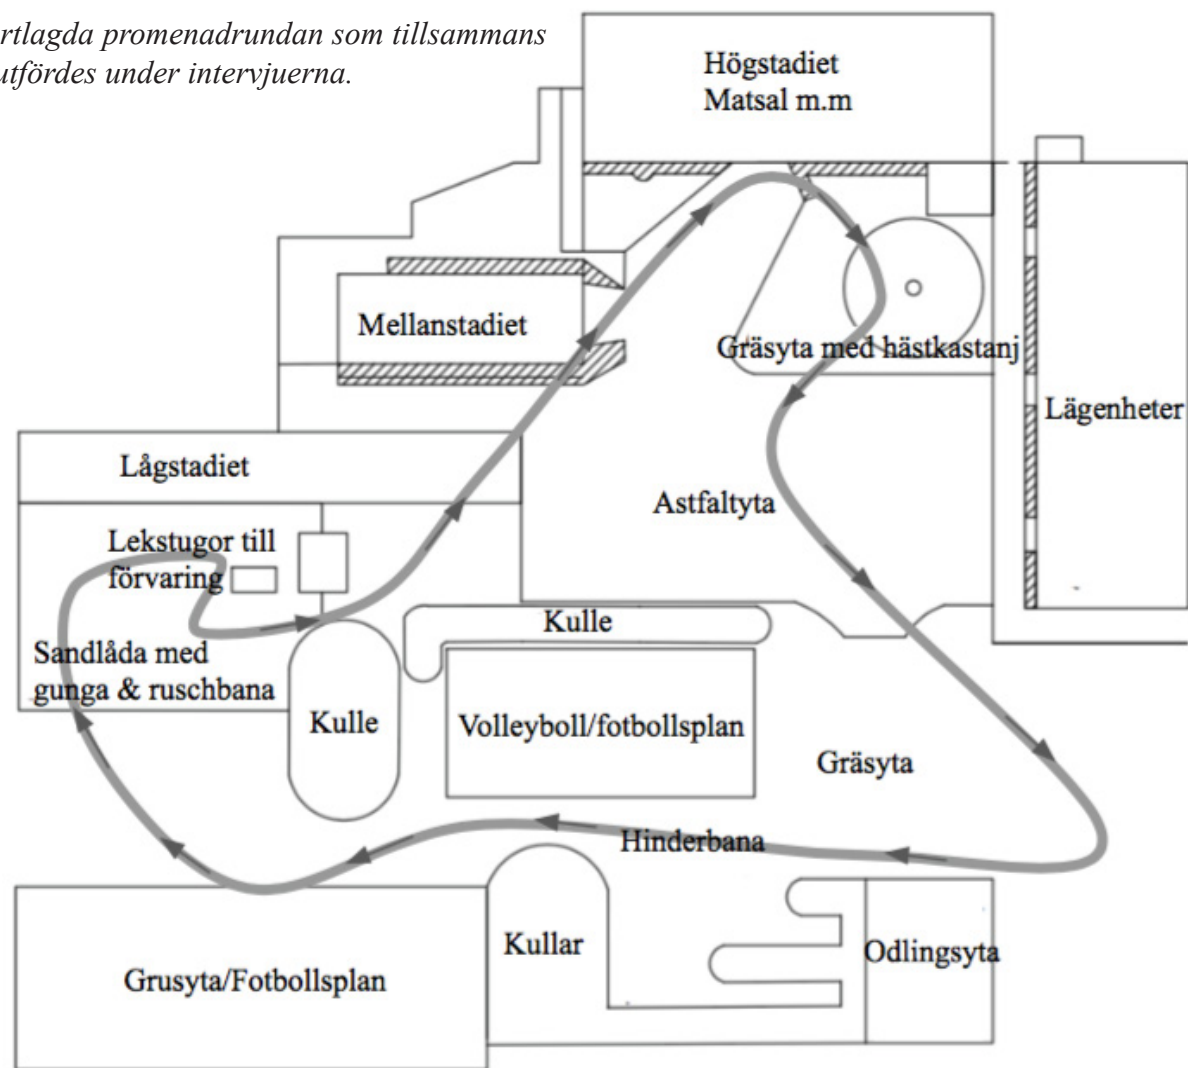 rtlagda promenadrundan som tillsammans
utfördes under intervjuerna.
Högstadiet
Matsal m.m
Mellanstadiet
Gräsyta med hästkastanj
Lägenheter
Lågstadiet
Astfaltyta
Lekstugor till
förvaring
Kulle
Sandlåda med
gunga & ruschbana
Kulle
Volleyboll/fotbollsplan
Gräsyta
Hinderbana
Kullar
Odlingsyta
Grusyta/Fotbollsplan